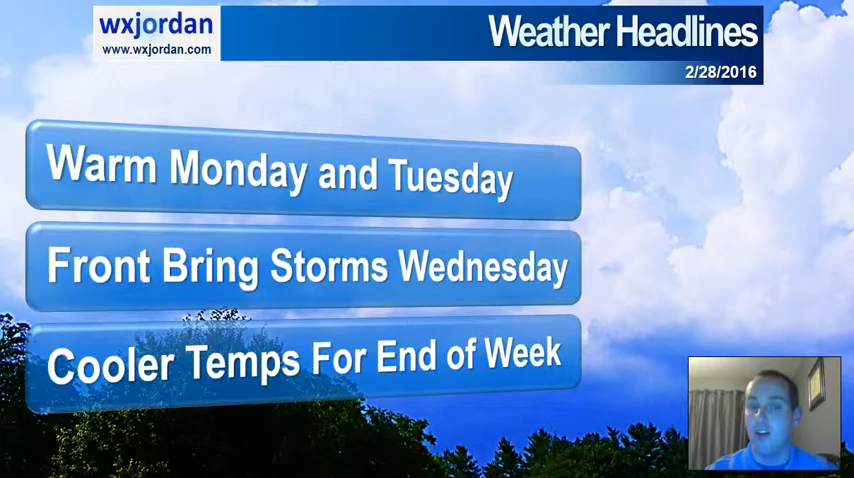 wxjordan
www.wxjordan.com
Weather Headlines
2/28/2016
Warm Monday and Tuesday
Front Bring Storms Wednesday
Cooler Temps For End of Week